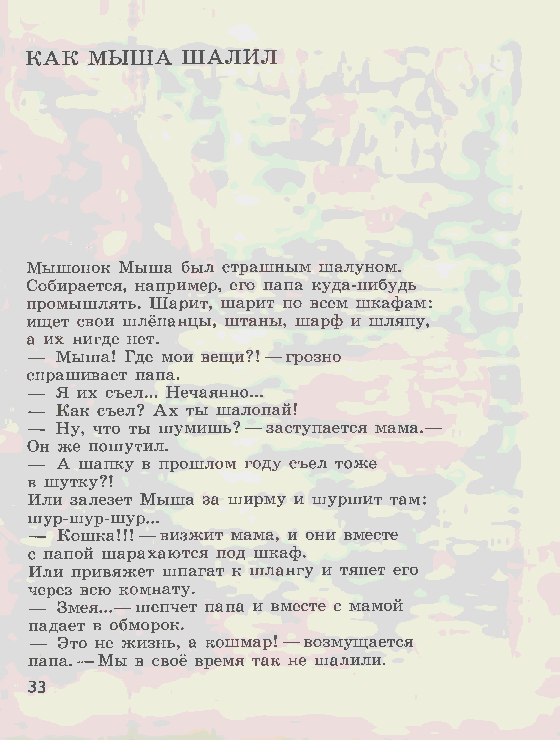 КАК МЫША ШАЛИЛ
Мышонок Мыша был страшным шалуном.
Собирается, например, его папа куда-нибудь
промышлять. Шарит, шарит по всем шкафам:
ищет свои шлёпанцы, штаны, шарф и шляпу,
а их нигде нет.
— Мыша! Где мои вещи?! — грозно
спрашивает папа.
— Я их съел... Нечаянно...
— Как съел? Ах ты шалопай!
— Ну, что ты шумишь? — заступается мама.—
Он же пошутил.
— А шапку в прошлом году съел тоже
в шутку?!
Или залезет Мыша за ширму и шуршит там:
шур-шур-шур...
— Кошка!!! — визжит мама, и они вместе
с папой шарахаются под шкаф.
Или привяжет шпагат к шлангу и тянет его
через всю комнату.
— Змея...— шепчет папа и вместе с мамой
падает в обморок.
— Это не жизнь, а кошмар! — возмущается
папа. — Мы в своё время так не шалили.
33